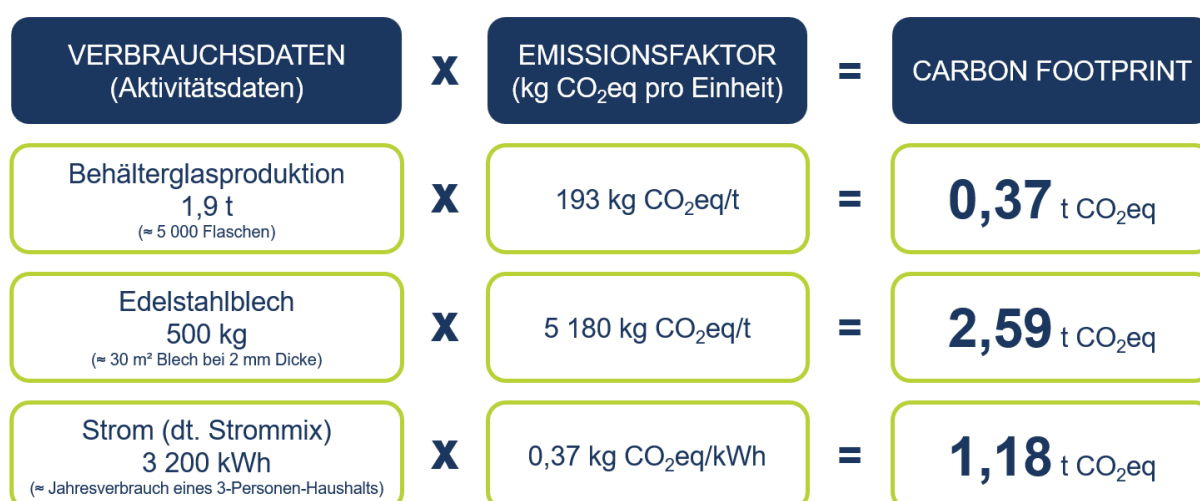 VERBRAUCHSDATEN
(Aktivitätsdaten)
x
EMISSIONSFAKTOR
(kg CO₂eq pro Einheit)
=
CARBON FOOTPRINT
Behälterglasproduktion
1,9 t
(≈ 5 000 Flaschen)
x
193 kg CO₂eq/t
=
0,37 t CO₂eq
Edelstahlblech
500 kg
(≈ 30 m² Blech bei 2 mm Dicke)
x
5 180 kg CO₂eq/t
=
2,59 t CO₂eq
Strom (dt. Strommix)
3 200 kWh
(≈ Jahresverbrauch eines 3-Personen-Haushalts)
x
0,37 kg CO₂eq/kWh
=
1,18 t CO₂eq